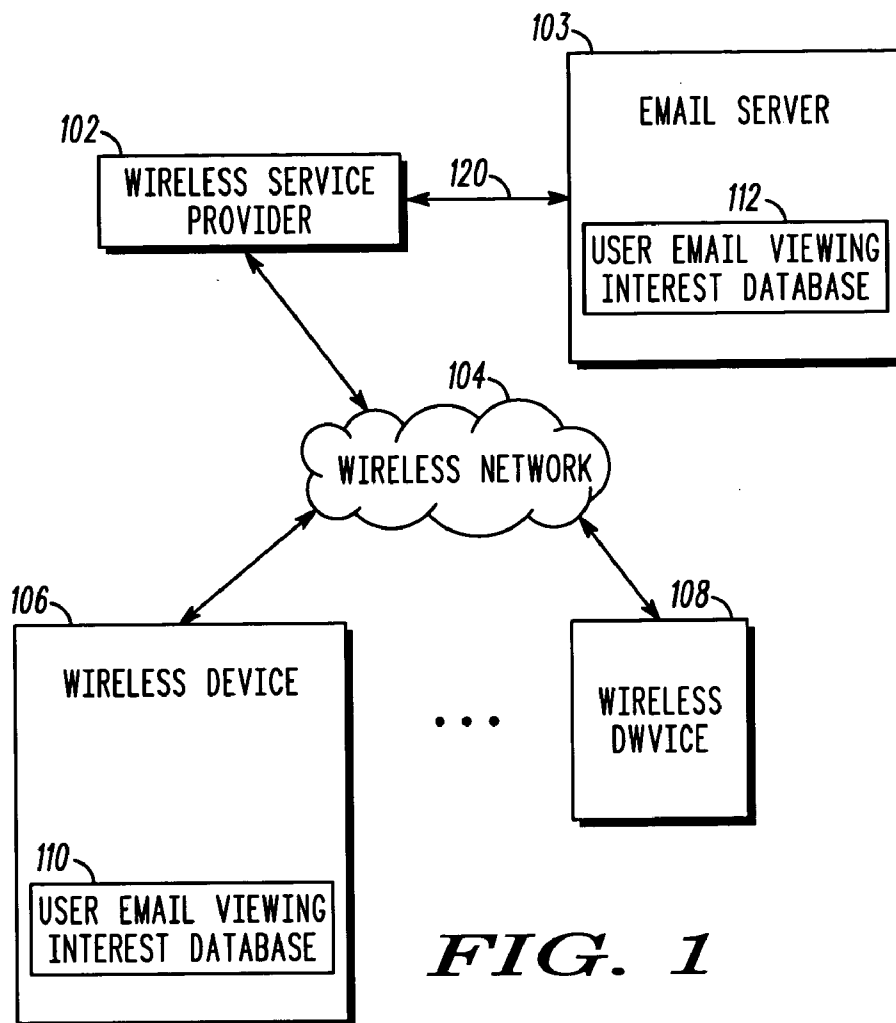 103
EMAIL SERVER
102
WIRELESS SERVICE
PROVIDER
120
112
USER EMAIL VIEWING
INTEREST DATABASE
104
WIRELESS NETWORK
106
WIRELESS DEVICE
108
WIRELESS
DWVICE
110
USER EMAIL VIEWING
INTEREST DATABASE
FIG. 1